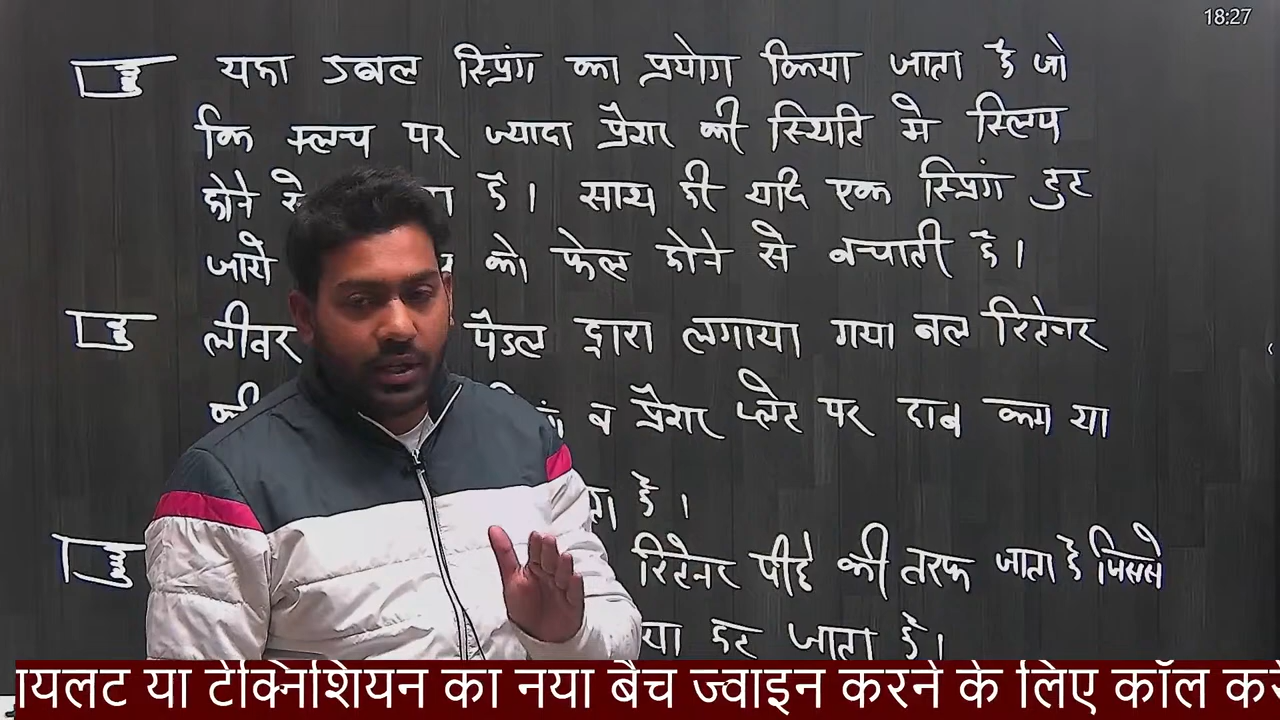 18:27
यहा डबल स्प्रिंग का प्रयोग किया जाता है जो
कि क्लच पर ज्यादा प्रैशर की स्थिति मे स्लिप
होने से है। साथ ही यदि एक स्प्रिंग टुट
जाये को फेल होने से बचाती है।
लीवर पैडल द्वारा लगाया गया बल रिटेनर
की व प्रैशर प्लेट पर दाब कम या
है।
रिटेनर पीछे की तरफ जाता है जिससे
या हट जाता है।
ायलट या टेक्निशियन का नया बैच ज्वाइन करने के लिए कॉल करे